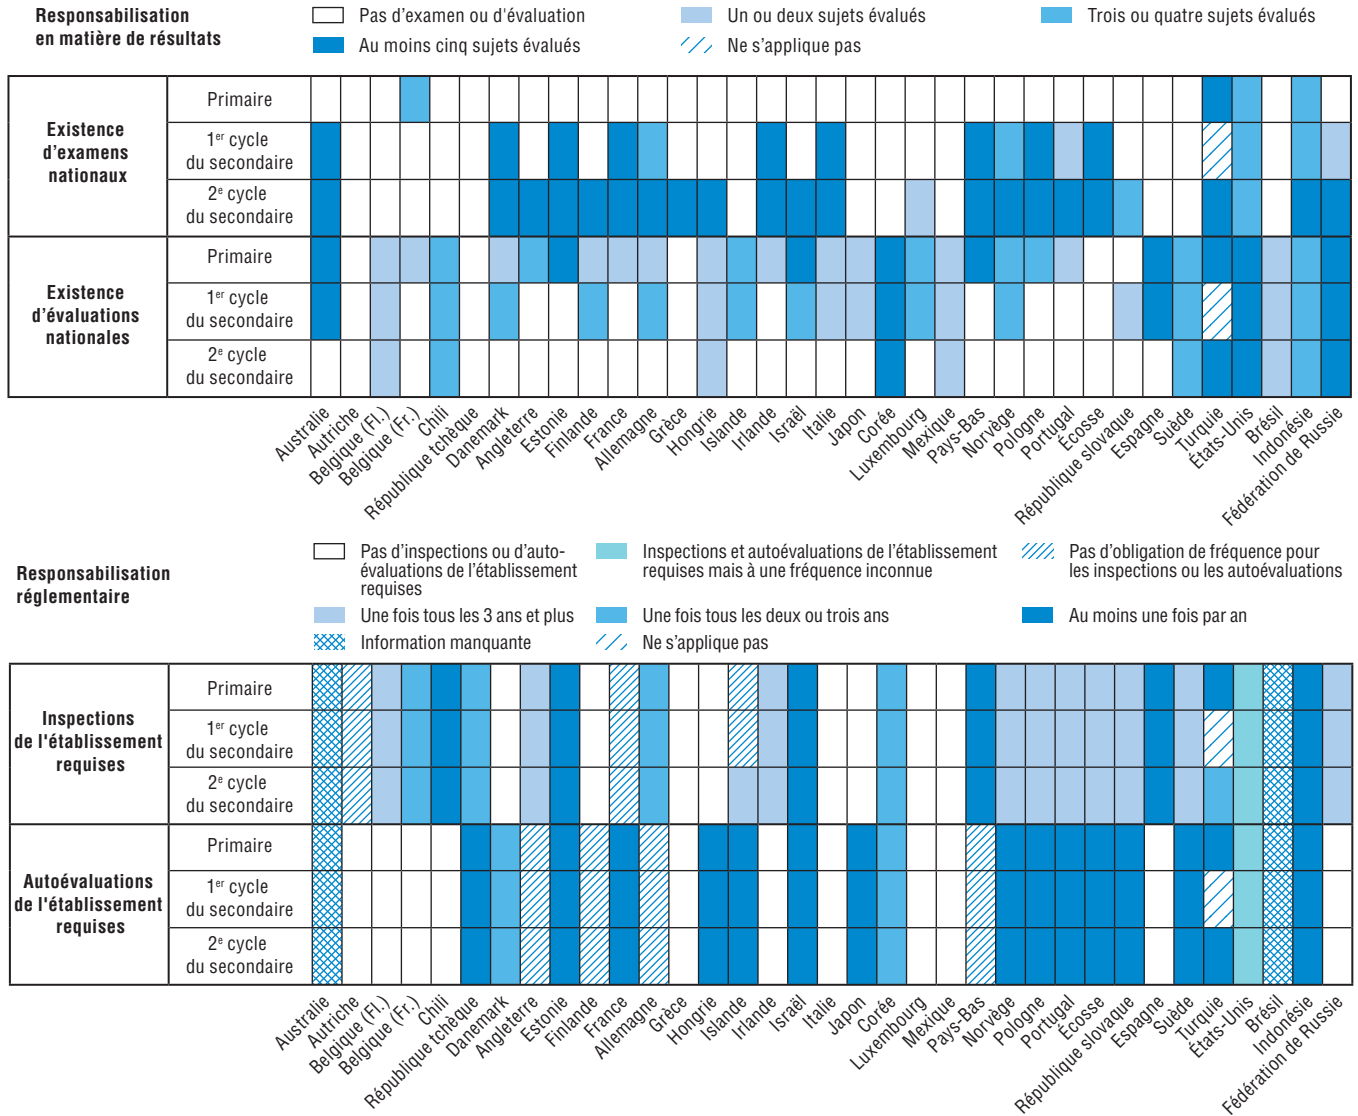 Responsabilisation
en matière de résultats
Pas d’examen ou d'évaluation
Un ou deux sujets évalués
Trois ou quatre sujets évalués
Au moins cinq sujets évalués
Ne s’applique pas
Existence
d’examens
nationaux
Primaire
1er cycle
du secondaire
2e cycle
du secondaire
Existence
d’évaluations
nationales
Primaire
1er cycle
du secondaire
2e cycle
du secondaire
Australie
Autriche
Belgique (Fl.)
Belgique (Fr.)
Chili
République tchèque
Danemark
Angleterre
Estonie
Finlande
France
Allemagne
Grèce
Hongrie
Islande
Irlande
Israël
Italie
Japon
Corée
Luxembourg
Mexique
Pays-Bas
Norvège
Pologne
Portugal
Écosse
République slovaque
Espagne
Suède
Turquie
États-Unis
Brésil
Indonésie
Fédération de Russie
Responsabilisation
réglementaire
Pas d’inspections ou d’auto-
évaluations de l’établissement
requises
Inspections et autoévaluations de l’établissement
requises mais à une fréquence inconnue
Pas d’obligation de fréquence pour
les inspections ou les autoévaluations
Une fois tous les 3 ans et plus
Une fois tous les deux ou trois ans
Au moins une fois par an
Information manquante
Ne s’applique pas
Inspections
de l'établissement
requises
Primaire
1er cycle
du secondaire
2e cycle
du secondaire
Autoévaluations
de l'établissement
requises
Primaire
1er cycle
du secondaire
2e cycle
du secondaire
Australie
Autriche
Belgique (Fl.)
Belgique (Fr.)
Chili
République tchèque
Danemark
Angleterre
Estonie
Finlande
France
Allemagne
Grèce
Hongrie
Islande
Irlande
Israël
Italie
Japon
Corée
Luxembourg
Mexique
Pays-Bas
Norvège
Pologne
Portugal
Écosse
République slovaque
Espagne
Suède
Turquie
États-Unis
Brésil
Indonésie
Fédération de Russie